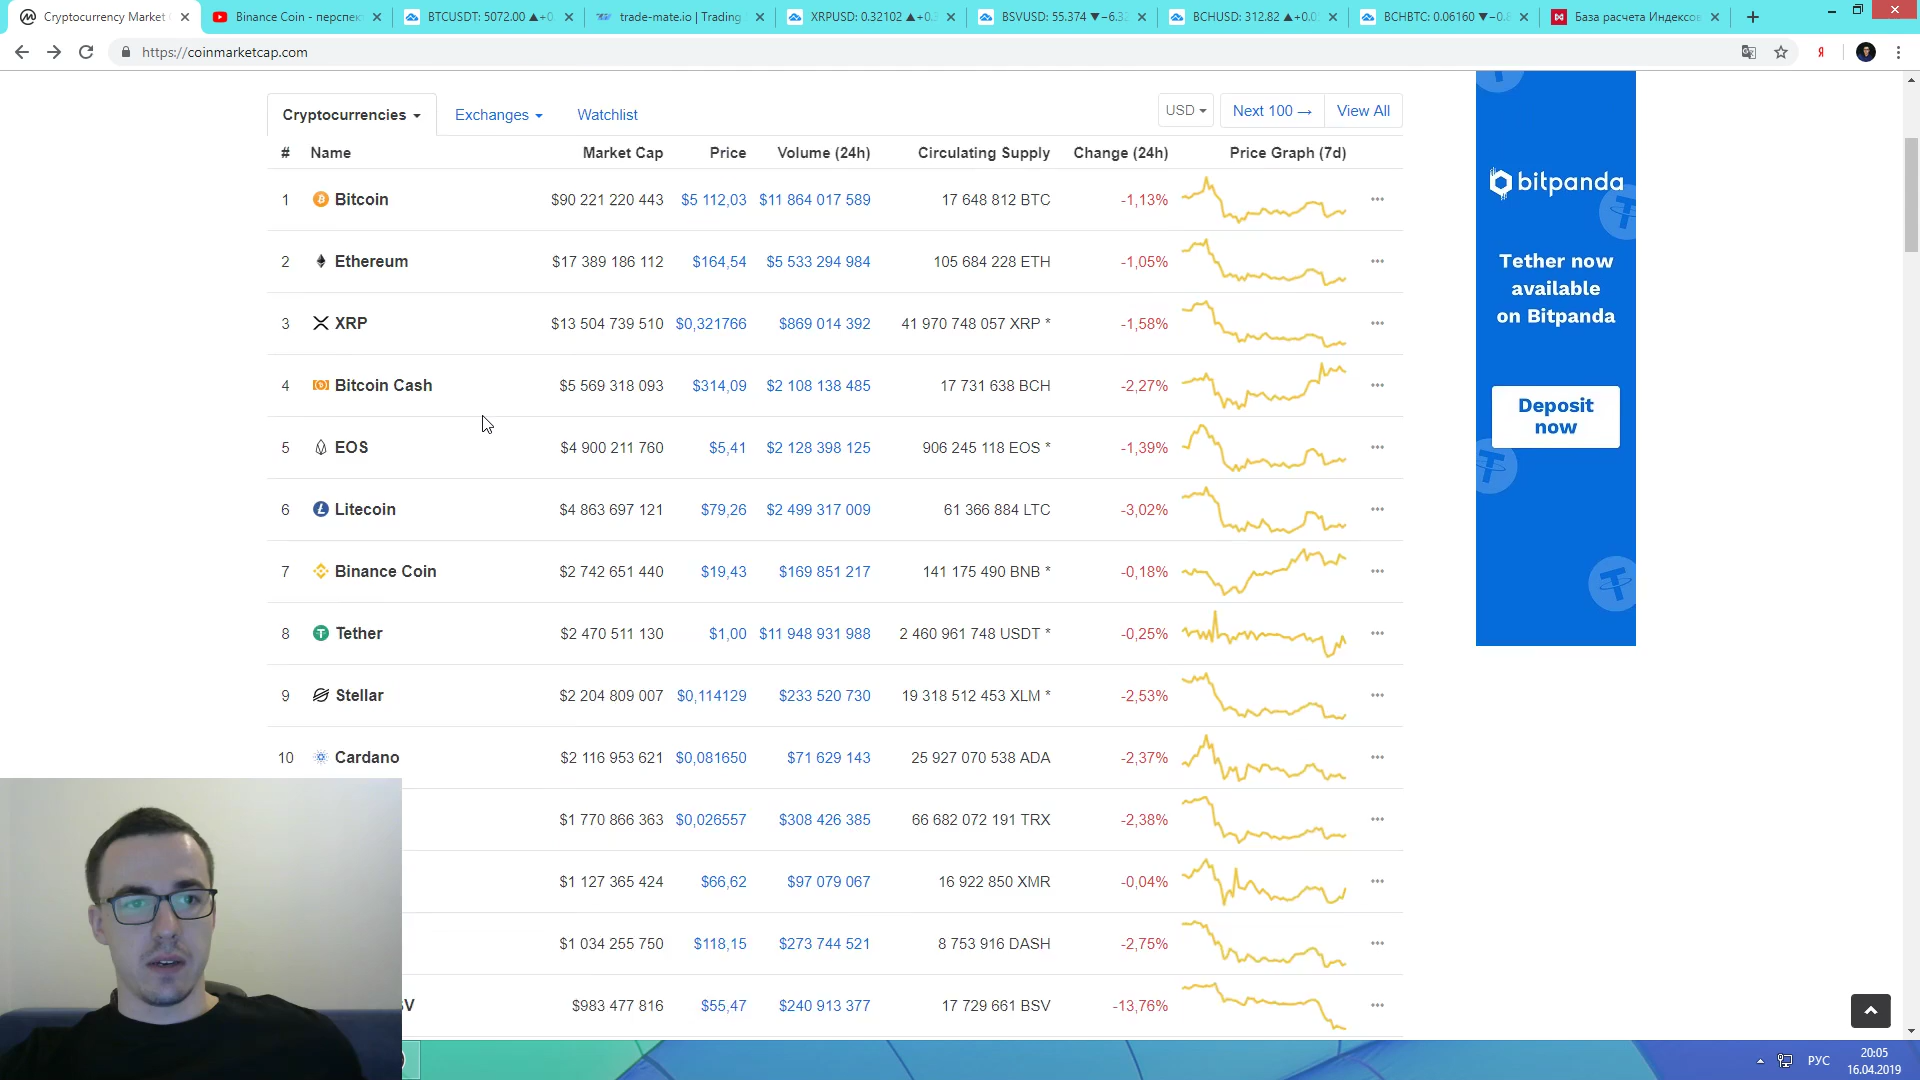 Cryptocurrency Market
Binance Coin - перспек
BTCUSDT: 5072.00 ▲+0
trade-mate.io | Trading
XRPUSD: 0.32102 ▲+0.
BSVUSD: 55.374 ▼−6.3
BCHUSD: 312.82 ▲+0.0
BCHBTC: 0.06160 ▼−0.
База расчета Индексов
https://coinmarketcap.com
Я
Cryptocurrencies
Exchanges
Watchlist
USD
Next 100 →
View All
# Name Market Cap Price Volume (24h) Circulating Supply Change (24h) Price Graph (7d)
1 Bitcoin $90 221 220 443 $5 112,03 $11 864 017 589 17 648 812 BTC -1,13%
2 Ethereum $17 389 186 112 $164,54 $5 533 294 984 105 684 228 ETH -1,05%
3 XRP $13 504 739 510 $0,321766 $869 014 392 41 970 748 057 XRP * -1,58%
4 Bitcoin Cash $5 569 318 093 $314,09 $2 108 138 485 17 731 638 BCH -2,27%
5 EOS $4 900 211 760 $5,41 $2 128 398 125 906 245 118 EOS * -1,39%
6 Litecoin $4 863 697 121 $79,26 $2 499 317 009 61 366 884 LTC -3,02%
7 Binance Coin $2 742 651 440 $19,43 $169 851 217 141 175 490 BNB * -0,18%
8 Tether $2 470 511 130 $1,00 $11 948 931 988 2 460 961 748 USDT * -0,25%
9 Stellar $2 204 809 007 $0,114129 $233 520 730 19 318 512 453 XLM * -2,53%
10 Cardano $2 116 953 621 $0,081650 $71 629 143 25 927 070 538 ADA -2,37%
$1 770 866 363 $0,026557 $308 426 385 66 682 072 191 TRX -2,38%
$1 127 365 424 $66,62 $97 079 067 16 922 850 XMR -0,04%
$1 034 255 750 $118,15 $273 744 521 8 753 916 DASH -2,75%
SV $983 477 816 $55,47 $240 913 377 17 729 661 BSV -13,76%
bitpanda
Tether now
available
on Bitpanda
Deposit
now
РУС
20:05
16.04.2019